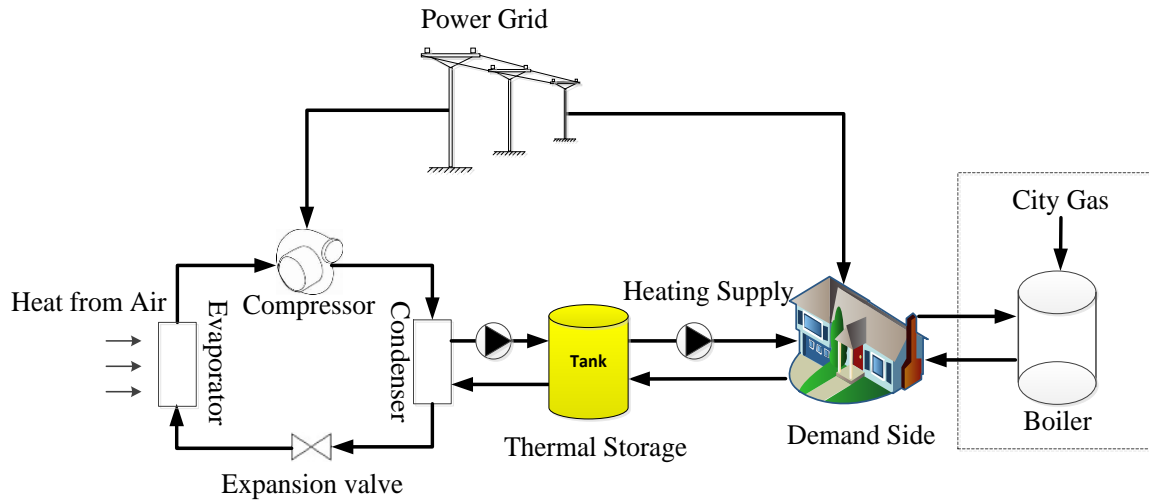 Power Grid
City Gas
Heat from Air
Evaporator
Compressor
Condenser
Heating Supply
Tank
Thermal Storage
Demand Side
Boiler
Expansion valve